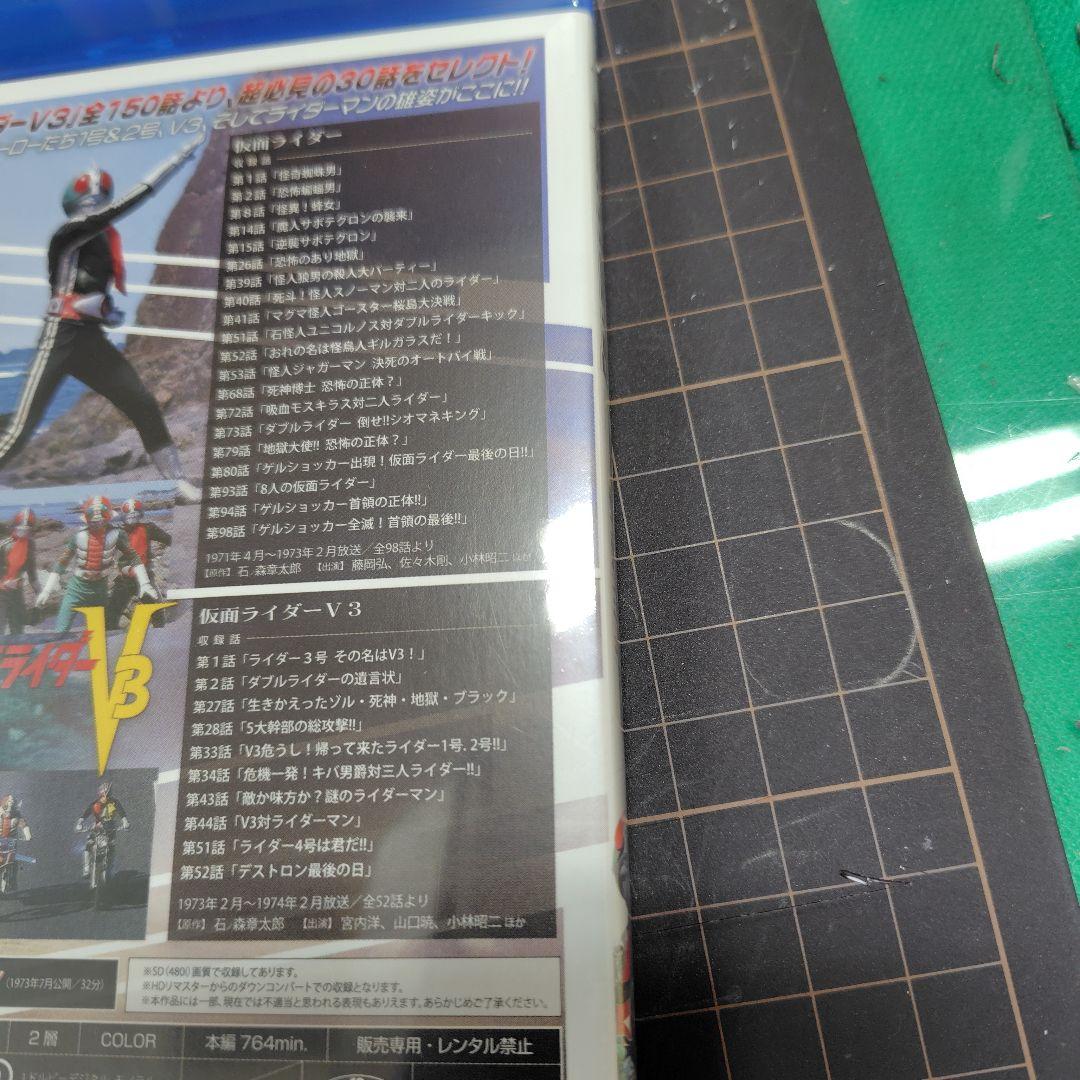 ダーV3」全150話より、超必見の30話をセレクト!
ーローたち1号&2号、V3、そしてライダーマンの雄姿がここに!!
仮面ライダー
収録話
第1話「怪奇蜘蛛男」
第2話「恐怖蝙蝠男」
第8話「怪異!蜂女」
第14話「魔人サボテグロンの襲来」
第15話「逆襲サボテグロン」
第26話「恐怖のあり地獄」
第39話「怪人狼男の殺人大パーティー」
第40話「死斗!怪人スノーマン対二人のライダー」
第41話「マグマ怪人ゴースター桜島大決戦」
第51話「石怪人ユニコルノス対ダブルライダーキック」
第52話「おれの名は怪鳥人ギルガラスだ!」
第53話「怪人ジャガーマン 決死のオートバイ戦」
第68話「死神博士 恐怖の正体?」
第72話「吸血モスキラス対二人ライダー」
第73話「ダブルライダー 倒せ!!シオマネキング」
第79話「地獄大使!! 恐怖の正体?」
第80話「ゲルショッカー出現!仮面ライダー最後の日!!」
第93話「8人の仮面ライダー」
第94話「ゲルショッカー首領の正体!!」
第98話「ゲルショッカー全滅!首領の最後!!」
1971年4月~1973年2月放送/全98話より
【原作】石ノ森章太郎 【出演】藤岡弘、佐々木剛、小林昭二 ほか
ライダー
V3
仮面ライダーV3
収録話
第1話「ライダー3号 その名はV3!」
第2話「ダブルライダーの遺言状」
第27話「生きかえったゾル・死神・地獄・ブラック」
第28話「5大幹部の総攻撃!!」
第33話「V3危うし!帰って来たライダー1号.2号!!」
第34話「危機一発!キバ男爵対三人ライダー!!」
第43話「敵か味方か?謎のライダーマン」
第44話「V3対ライダーマン」
第51話「ライダー4号は君だ!!」
第52話「デストロン最後の日」
1973年2月~1974年2月放送/全52話より
【原作】石ノ森章太郎 【出演】宮内洋、山口暁、小林昭二 ほか
(1973年7月公開/32分)
※SD(480i)画質で収録してあります。
※HDリマスターからのダウンコンバートでの収録となります。
※本作品には一部、現在では不適当と思われる表現もありえます。あらかじめご了承ください。
2層
COLOR
本編764min.
販売専用・レンタル禁止